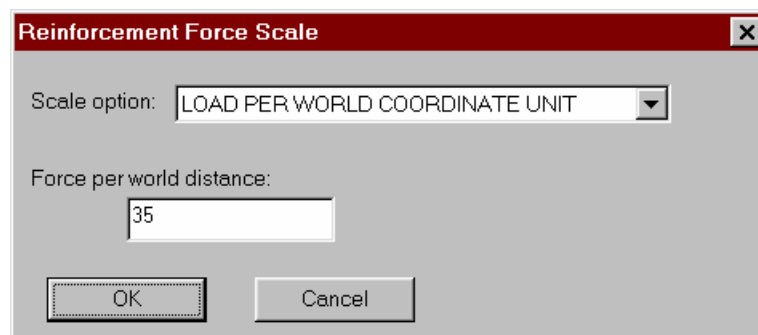 Reinforcement Force Scale
Scale option: LOAD PER WORLD COORDINATE UNIT
Force per world distance:
35
OK Cancel